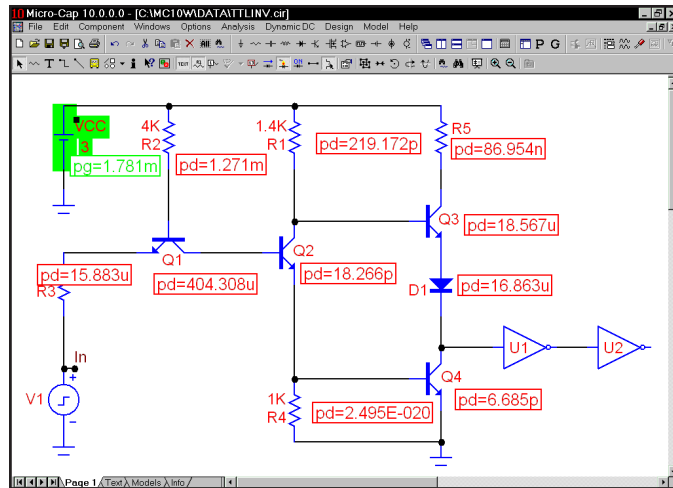 Micro-Cap 10.0.0.0 - [C:\MC10W\DATA\TTLINV.cir]
File Edit Component Windows Options Analysis Dynamic DC Design Model Help
VCC
3
pg=1.781m
4K
R2
pd=1.271m
1.4K
R1
pd=219.172p
R5
pd=86.954n
Q3
pd=18.567u
Q1
Q2
pd=15.883u
R3
pd=404.308u
pd=18.266p
D1
pd=16.863u
In
V1
U1
U2
Q4
1K
R4
pd=2.495E-020
pd=6.685p
Page 1 Text Models Info